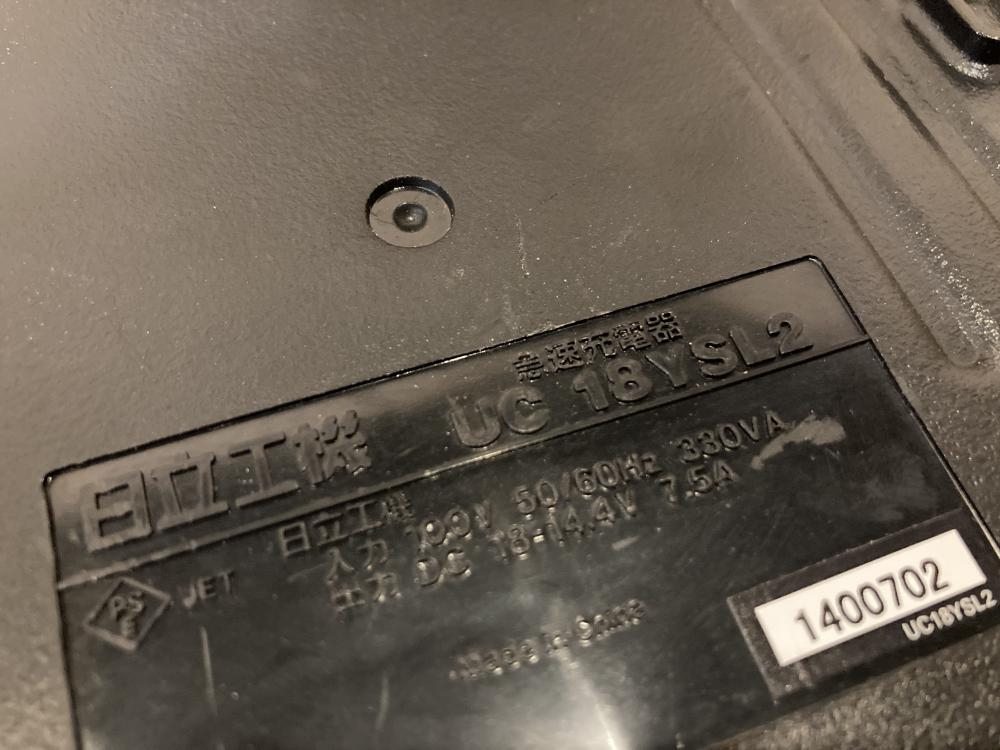 急速充電器
日立工機 UC 18YSL2
日立工機
入力 100V 50/60Hz 330VA
出力 DC 18-14.4V 7.5A
PS
E
JET
Made in China
1400702
UC18YSL2